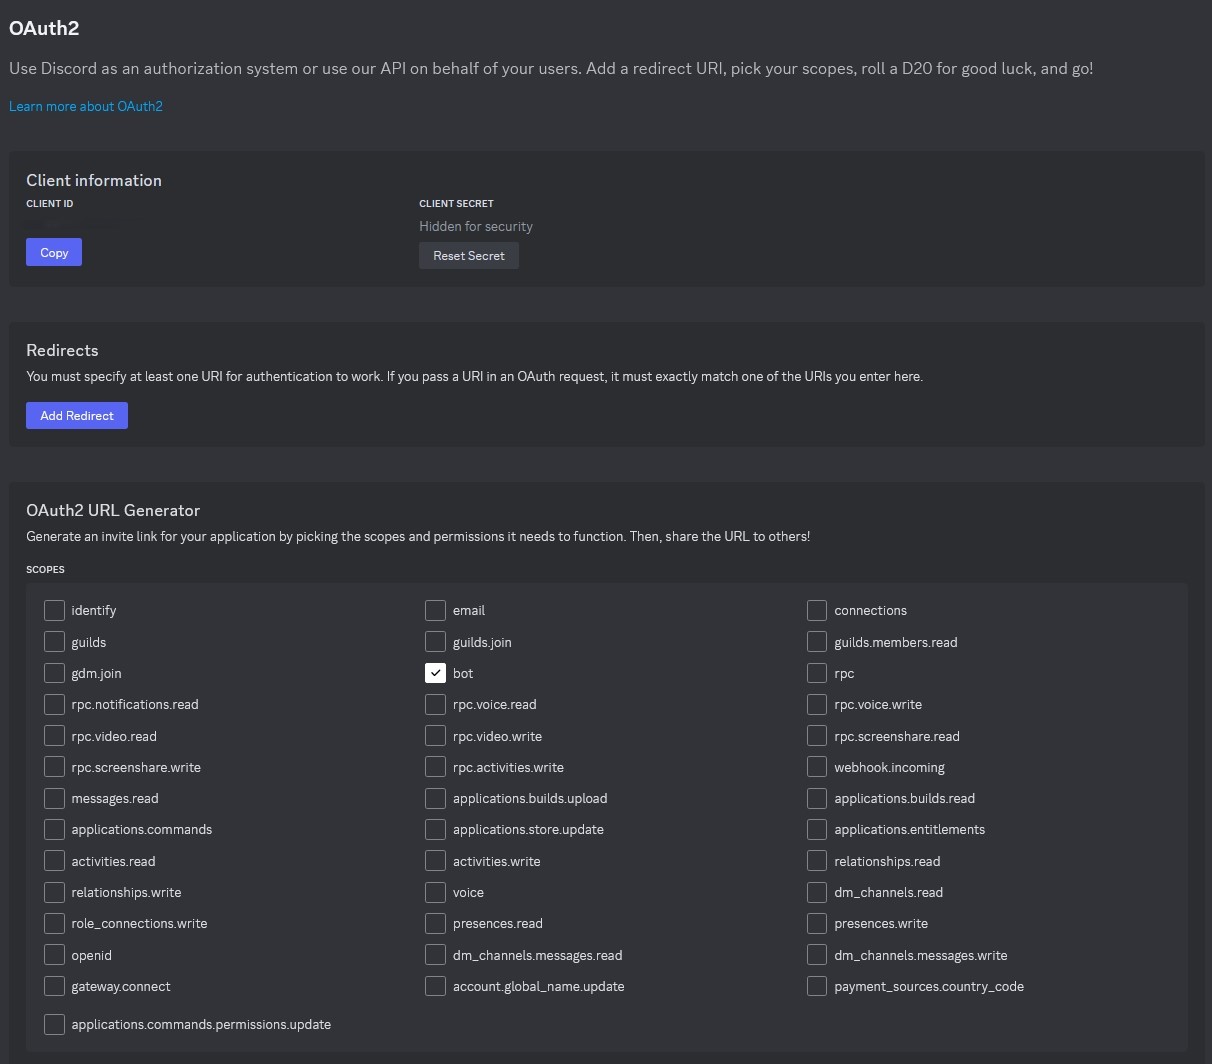 OAuth2
Use Discord as an authorization system or use our API on behalf of your users. Add a redirect URI, pick your scopes, roll a D20 for good luck, and go!
Learn more about OAuth2
Client information
CLIENT ID
CLIENT SECRET
Hidden for security
Copy
Reset Secret
Redirects
You must specify at least one URI for authentication to work. If you pass a URI in an OAuth request, it must exactly match one of the URIs you enter here.
Add Redirect
OAuth2 URL Generator
Generate an invite link for your application by picking the scopes and permissions it needs to function. Then, share the URL to others!
SCOPES
identify
email
connections
guilds
guilds.join
guilds.members.read
gdm.join
bot
rpc
rpc.notifications.read
rpc.voice.read
rpc.voice.write
rpc.video.read
rpc.video.write
rpc.screenshare.read
rpc.screenshare.write
rpc.activities.write
webhook.incoming
messages.read
applications.builds.upload
applications.builds.read
applications.commands
applications.store.update
applications.entitlements
activities.read
activities.write
relationships.read
relationships.write
voice
dm_channels.read
role_connections.write
presences.read
presences.write
openid
dm_channels.messages.read
dm_channels.messages.write
gateway.connect
account.global_name.update
payment_sources.country_code
applications.commands.permissions.update